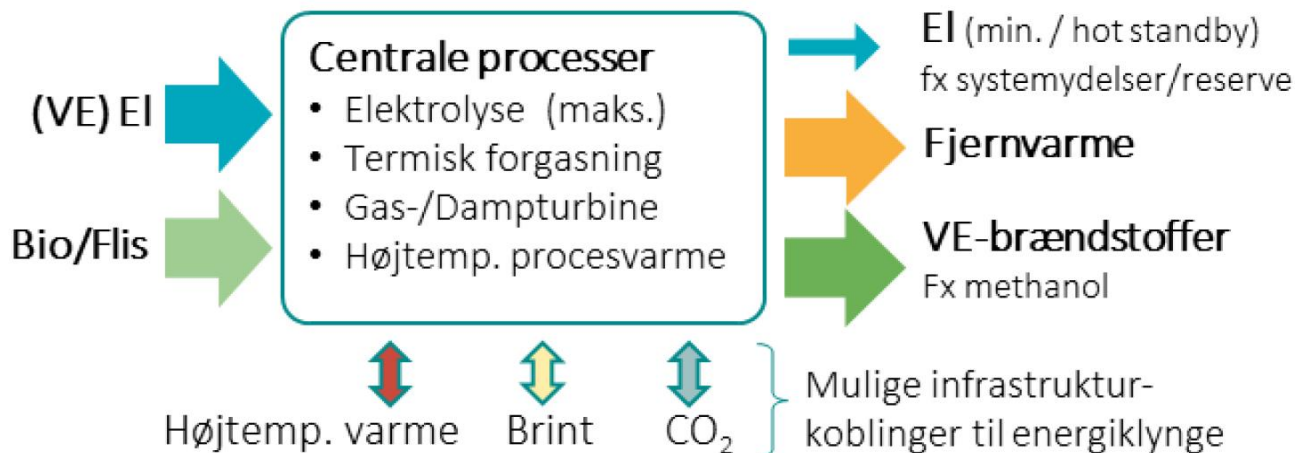 (VE) El
Bio/Flis
Centrale processer
• Elektrolyse (maks.)
• Termisk forgasning
• Gas-/Dampturbine
• Højtemp. procesvarme
El (min. / hot standby)
fx systemydelser/reserve
Fjernvarme
VE-brændstoffer
Fx methanol
Højtemp. varme
Brint
CO₂
Mulige infrastruktur-
koblinger til energiklynge